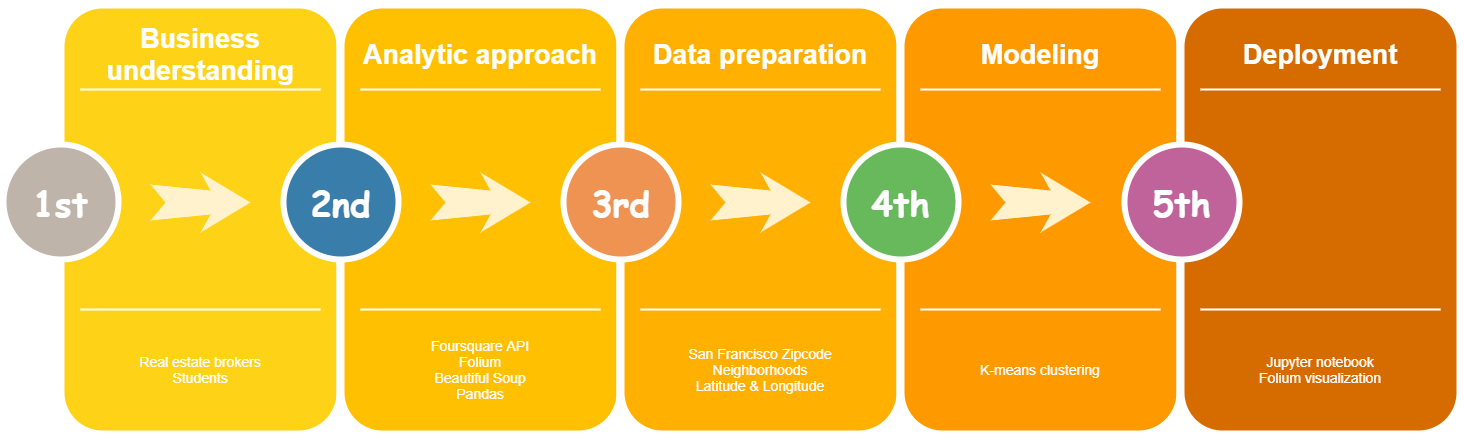 Business
understanding
Analytic approach
Data preparation
Modeling
Deployment
1st
2nd
3rd
4th
5th
Real estate brokers
Students
Foursquare API
Folium
Beautiful Soup
Pandas
San Francisco Zipcode
Neighborhoods
Latitude & Longitude
K-means clustering
Jupyter notebook
Folium visualization